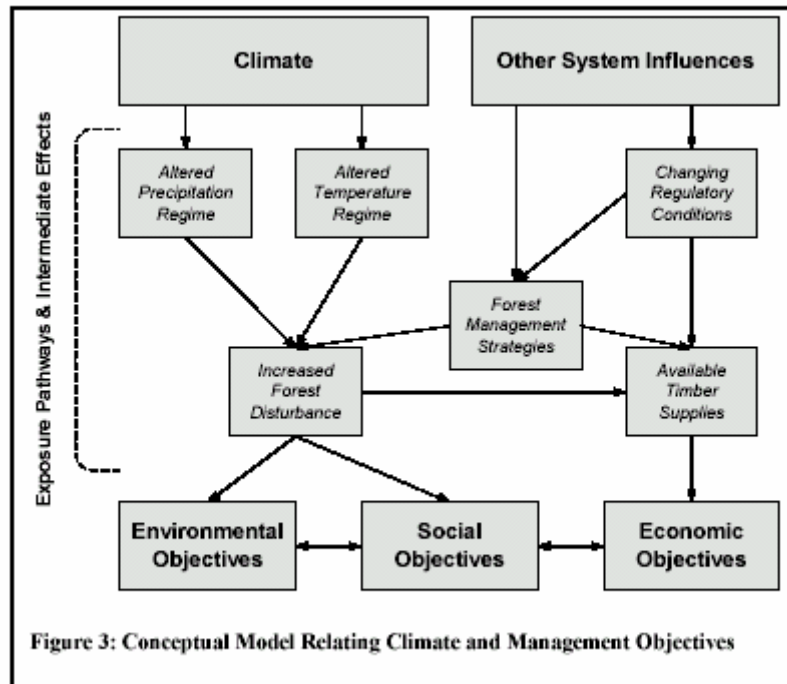 Climate
Other System Influences
Exposure Pathways & Intermediate Effects
Altered
Precipitation
Regime
Altered
Temperature
Regime
Changing
Regulatory
Conditions
Forest
Management
Strategies
Increased
Forest
Disturbance
Available
Timber
Supplies
Environmental
Objectives
Social
Objectives
Economic
Objectives
Figure 3: Conceptual Model Relating Climate and Management Objectives